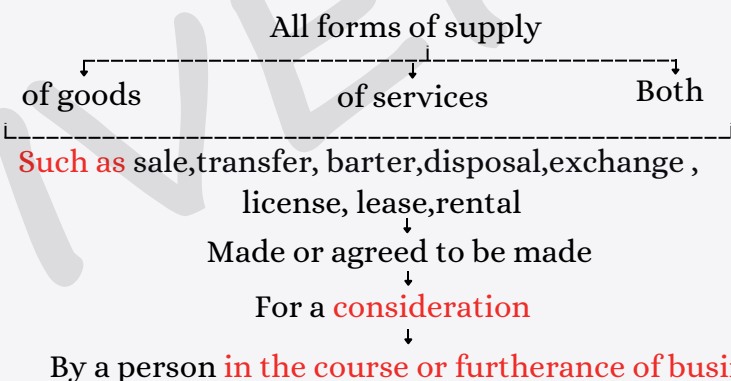 All forms of supply
of goods of services Both
Such as sale,transfer, barter,disposal,exchange ,
license, lease,rental
Made or agreed to be made
For a consideration
By a person in the course or furtherance of busi